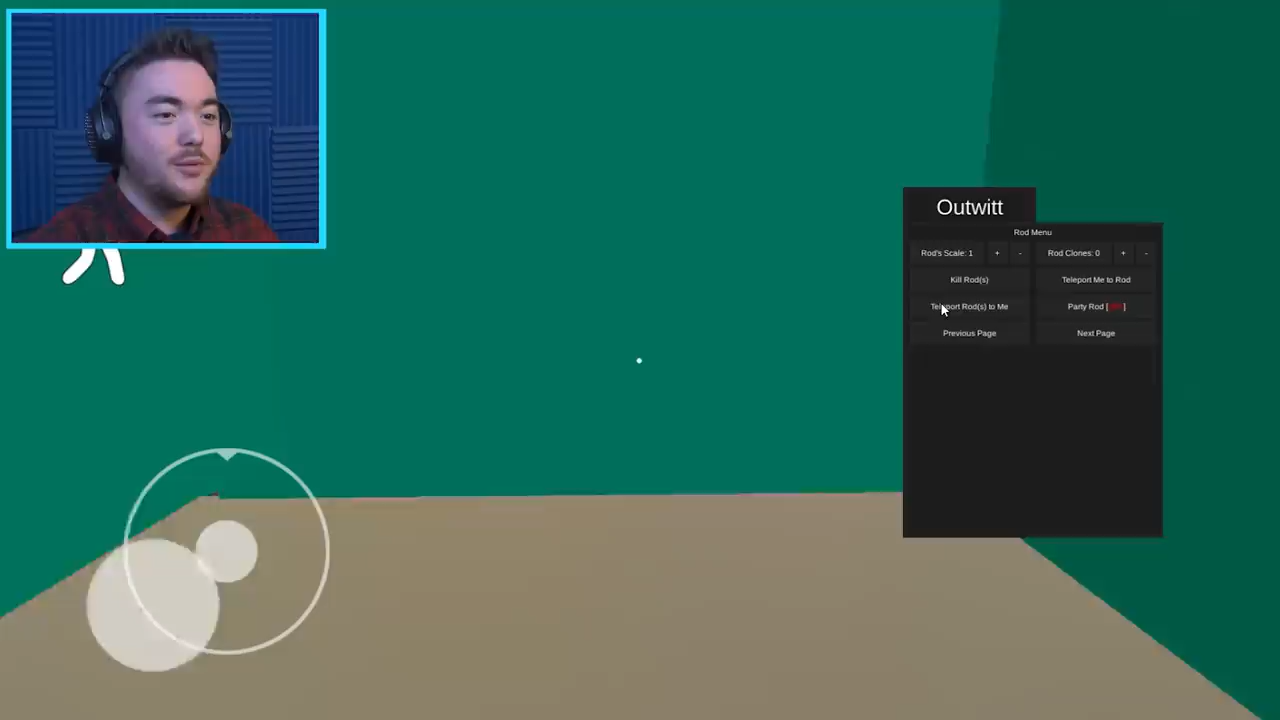 Outwitt
Rod Menu
Rod's Scale: 1 + - Rod Clones: 0 + -
Kill Rod(s) Teleport Me to Rod
Teleport Rod(s) to Me Party Rod [ ]
Previous Page Next Page